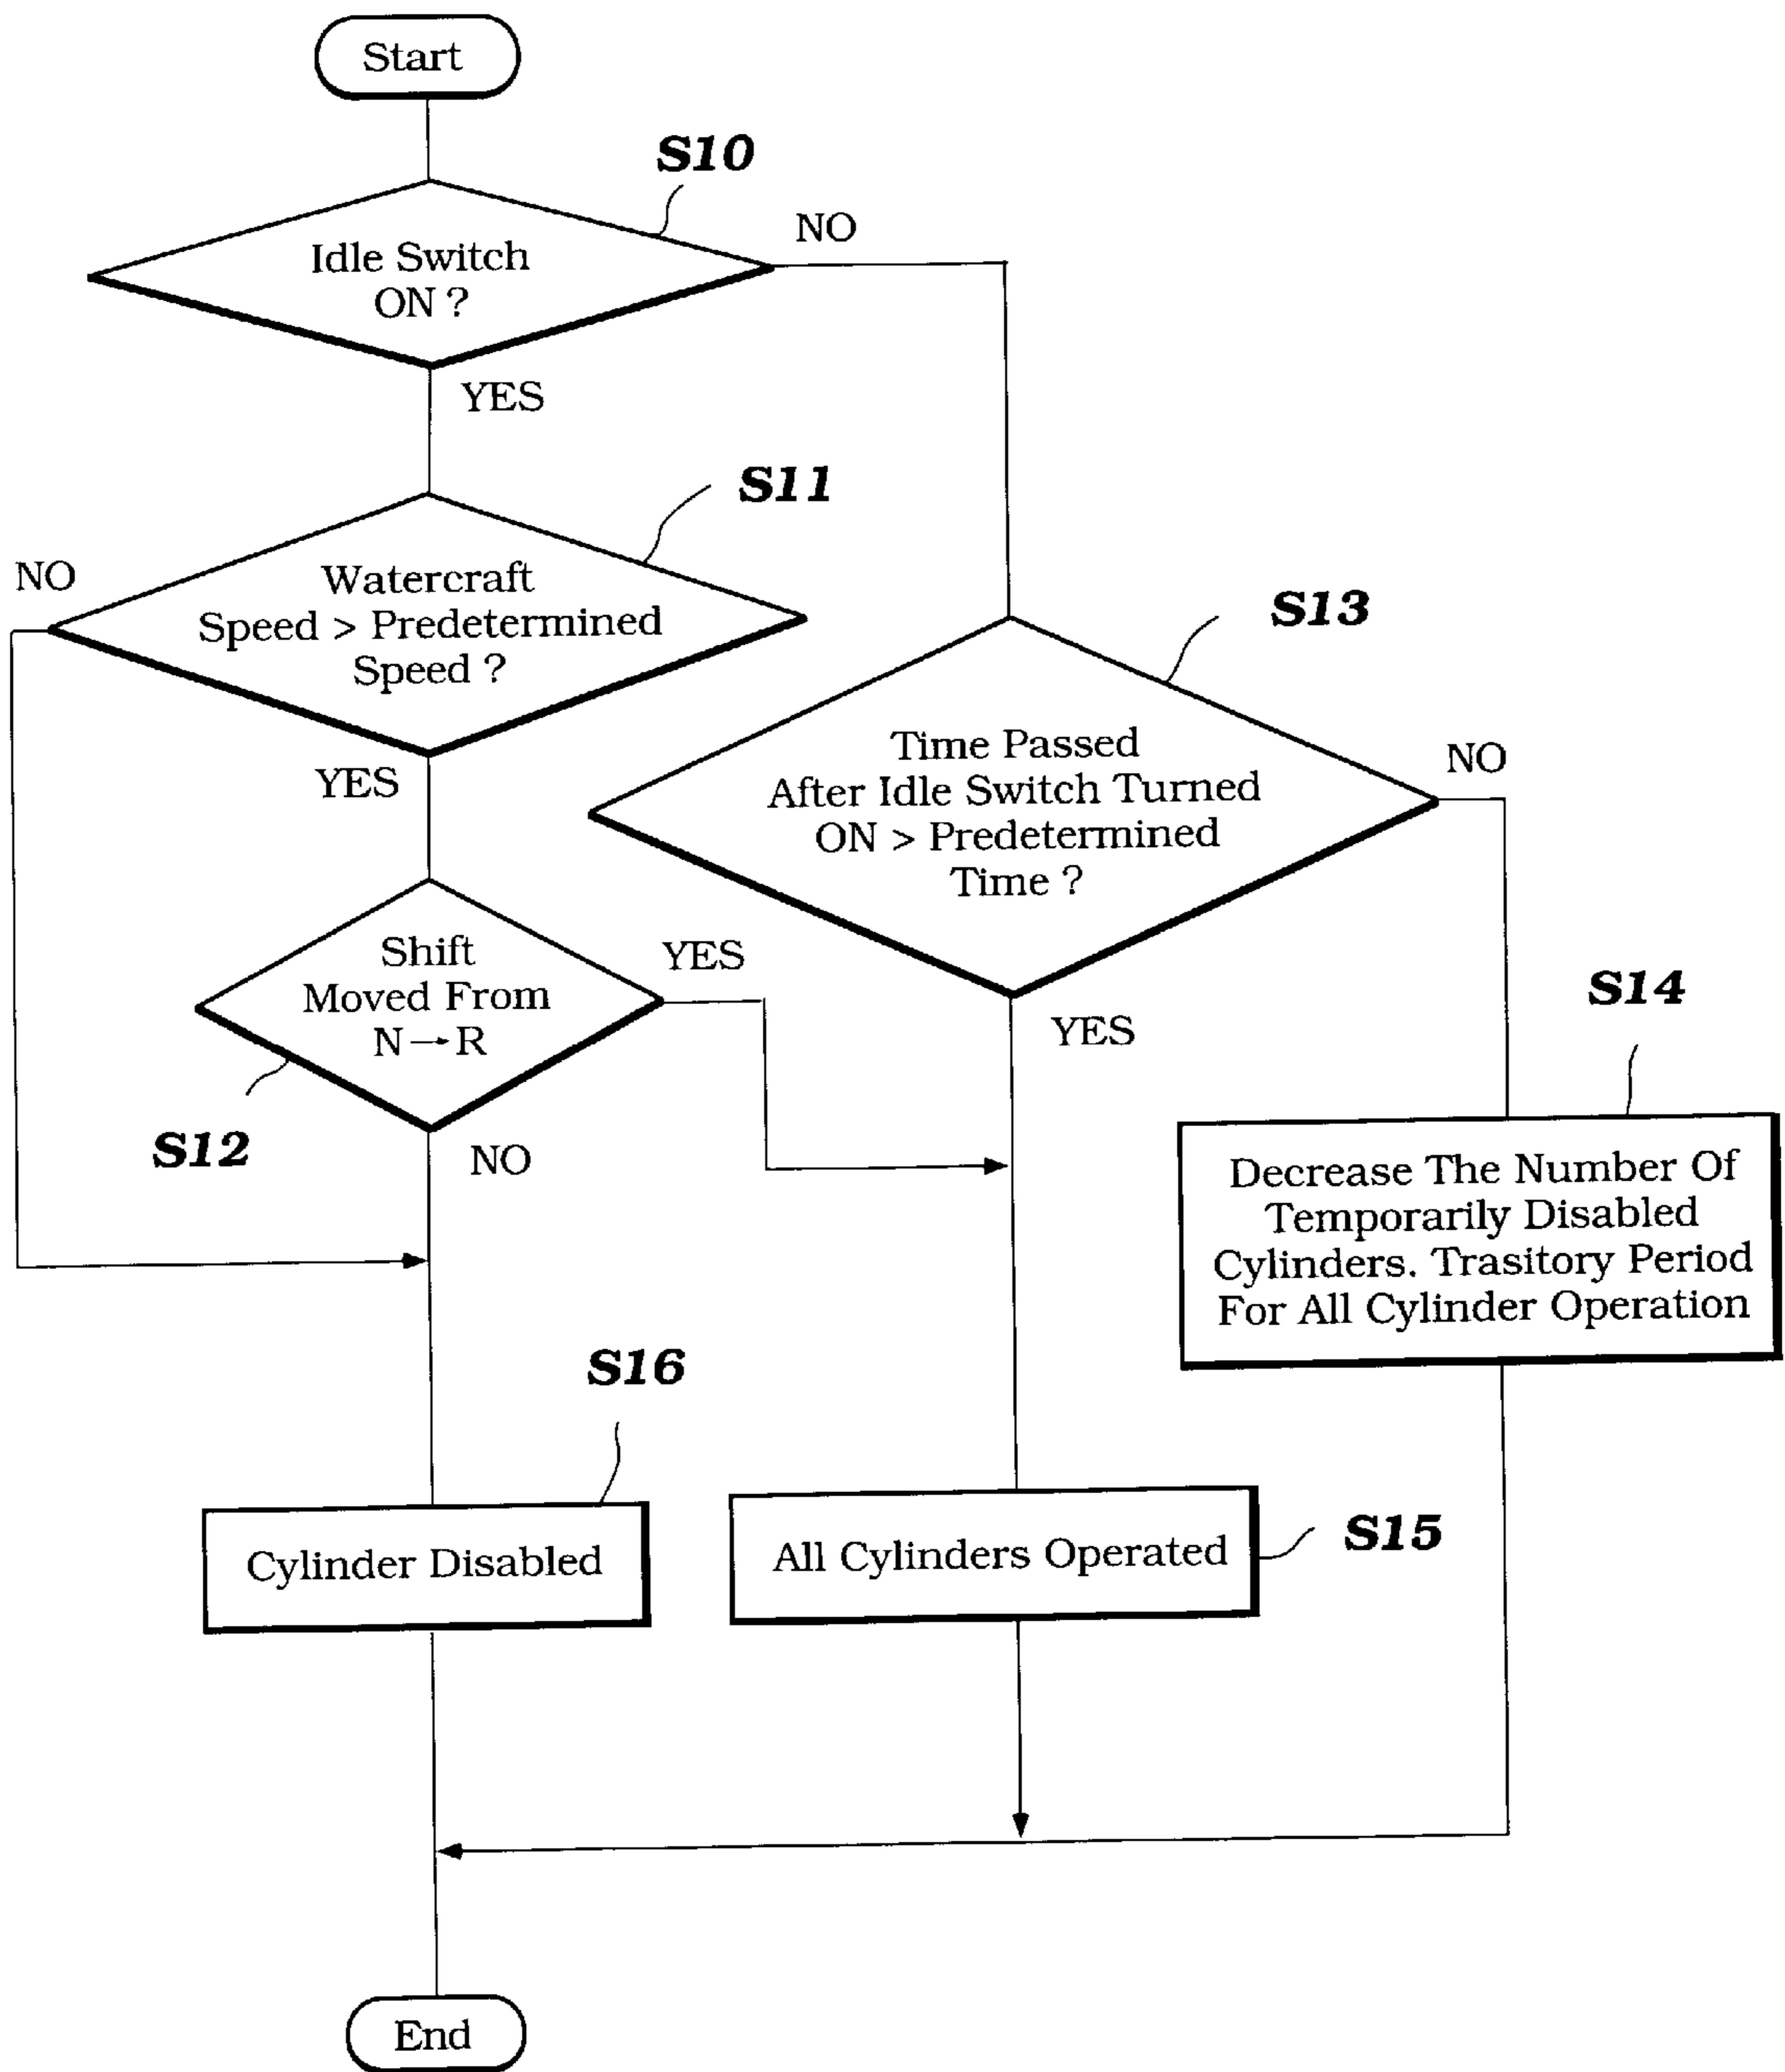 Start
S10
Idle Switch
ON ?
NO
YES
S11
NO
Watercraft
Speed > Predetermined
Speed ?
YES
S13
Time Passed
After Idle Switch Turned
ON > Predetermined
Time ?
NO
YES
Shift
Moved From
N→R
YES
S12
NO
S14
Decrease The Number Of
Temporarily Disabled
Cylinders. Trasitory Period
For All Cylinder Operation
S16
Cylinder Disabled
All Cylinders Operated
S15
End